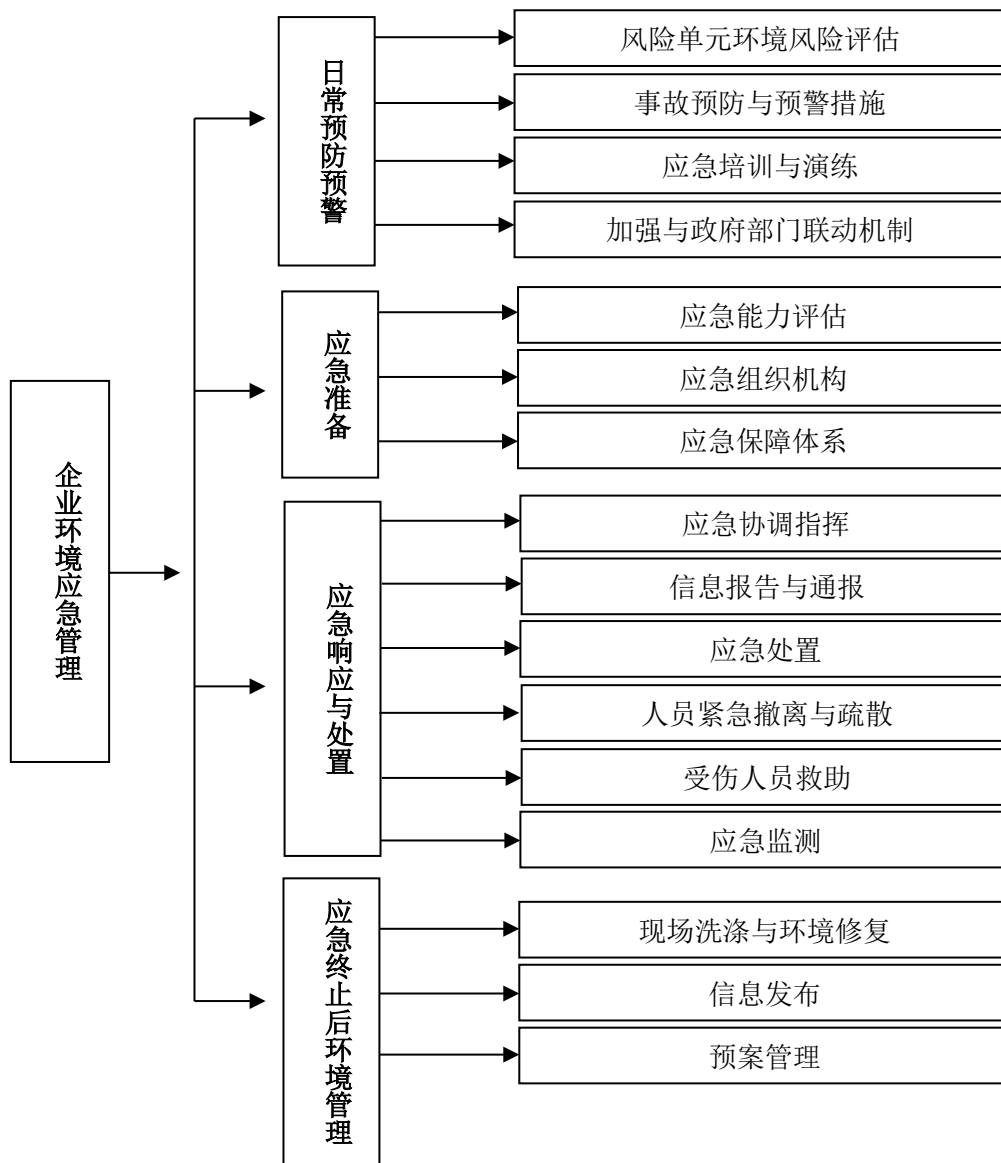 企业环境应急管理
日常预防预警
风险单元环境风险评估
事故预防与预警措施
应急培训与演练
加强与政府部门联动机制
应急准备
应急能力评估
应急组织机构
应急保障体系
应急响应与处置
应急协调指挥
信息报告与通报
应急处置
人员紧急撤离与疏散
受伤人员救助
应急监测
应急终止后环境管理
现场洗涤与环境修复
信息发布
预案管理